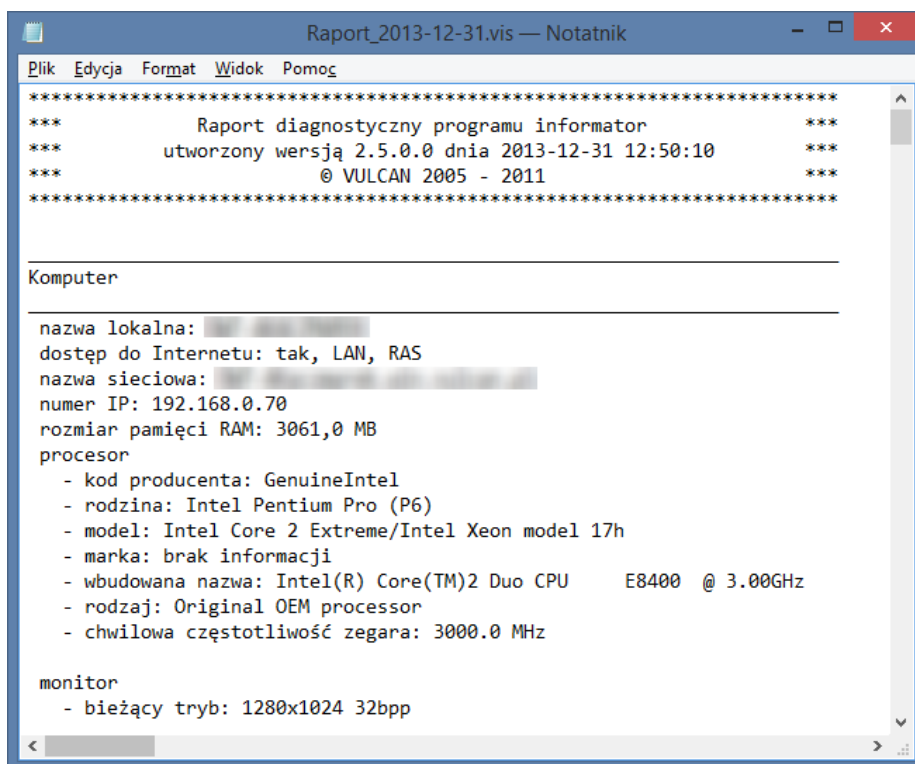 Raport_2013-12-31.vis — Notatnik
Plik Edycja Format Widok Pomoc
************************************************************************
*** Raport diagnostyczny programu informator ***
*** utworzony wersją 2.5.0.0 dnia 2013-12-31 12:50:10 ***
*** © VULCAN 2005 - 2011 ***
************************************************************************
Komputer
nazwa lokalna:
dostęp do Internetu: tak, LAN, RAS
nazwa sieciowa:
numer IP: 192.168.0.70
rozmiar pamięci RAM: 3061,0 MB
procesor
- kod producenta: GenuineIntel
- rodzina: Intel Pentium Pro (P6)
- model: Intel Core 2 Extreme/Intel Xeon model 17h
- marka: brak informacji
- wbudowana nazwa: Intel(R) Core(TM)2 Duo CPU     E8400  @ 3.00GHz
- rodzaj: Original OEM processor
- chwilowa częstotliwość zegara: 3000.0 MHz
monitor
- bieżący tryb: 1280x1024 32bpp